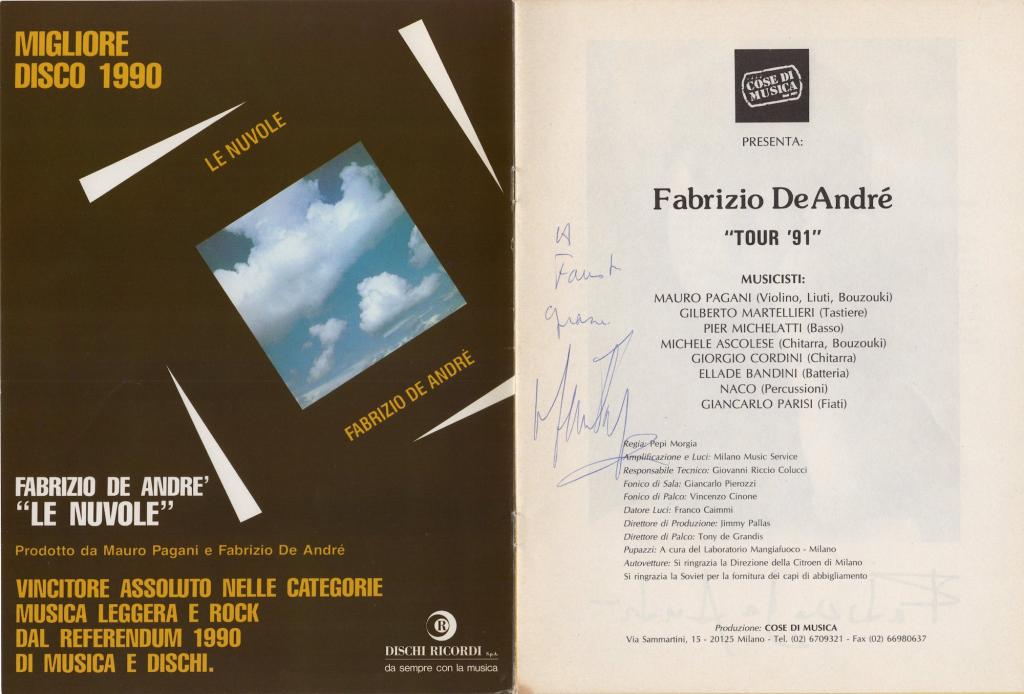 MIGLIORE
DISCO 1990
LE NUVOLE
FABRIZIO DE ANDRÈ
FABRIZIO DE ANDRE'
"LE NUVOLE"
Prodotto da Mauro Pagani e Fabrizio De André
VINCITORE ASSOLUTO NELLE CATEGORIE
MUSICA LEGGERA E ROCK
DAL REFERENDUM 1990
DI MUSICA E DISCHI.
R
DISCHI RICORDI S.p.A.
da sempre con la musica
COSE DI
MUSICA
PRESENTA:
Fabrizio De André
"TOUR '91"
MUSICISTI:
MAURO PAGANI (Violino, Liuti, Bouzouki)
GILBERTO MARTELLIERI (Tastiere)
PIER MICHELATTI (Basso)
MICHELE ASCOLESE (Chitarra, Bouzouki)
GIORGIO CORDINI (Chitarra)
ELLADE BANDINI (Batteria)
NACO (Percussioni)
GIANCARLO PARISI (Fiati)
A
Regia: Pepi Morgia
Amplificazione e Luci: Milano Music Service
Responsabile Tecnico: Giovanni Riccio Colucci
Fonico di Sala: Giancarlo Pierozzi
Fonico di Palco: Vincenzo Cinone
Datore Luci: Franco Caimmi
Direttore di Produzione: Jimmy Pallas
Direttore di Palco: Tony de Grandis
Pupazzi: A cura del Laboratorio Mangiafuoco - Milano
Autovetture: Si ringrazia la Direzione della Citroen di Milano
Si ringrazia la Soviet per la fornitura dei capi di abbigliamento
Produzione: COSE DI MUSICA
Via Sammartini, 15 - 20125 Milano - Tel. (02) 6709321 - Fax (02) 66980637